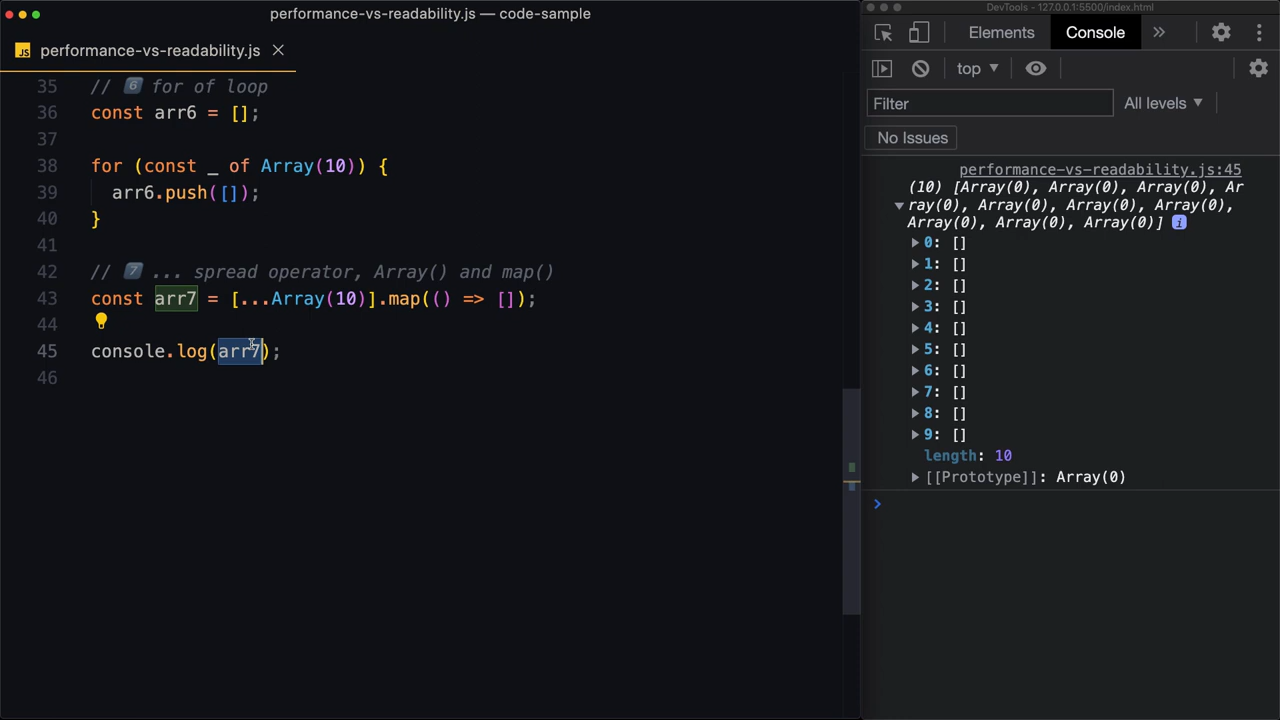 performance-vs-readability.js — code-sample
JS performance-vs-readability.js
35 // 6 for of loop
36 const arr6 = [];
37
38 for (const _ of Array(10)) {
39 arr6.push([]);
40 }
41
42 // 7 ... spread operator, Array() and map()
43 const arr7 = [...Array(10)].map(() => []);
44
45 console.log(arr7);
46
DevTools - 127.0.0.1:5500/index.html
Elements Console »
top
Filter All levels
No Issues
performance-vs-readability.js:45
(10) [Array(0), Array(0), Array(0), Ar
ray(0), Array(0), Array(0), Array(0),
Array(0), Array(0), Array(0)] i
0: []
1: []
2: []
3: []
4: []
5: []
6: []
7: []
8: []
9: []
length: 10
[[Prototype]]: Array(0)